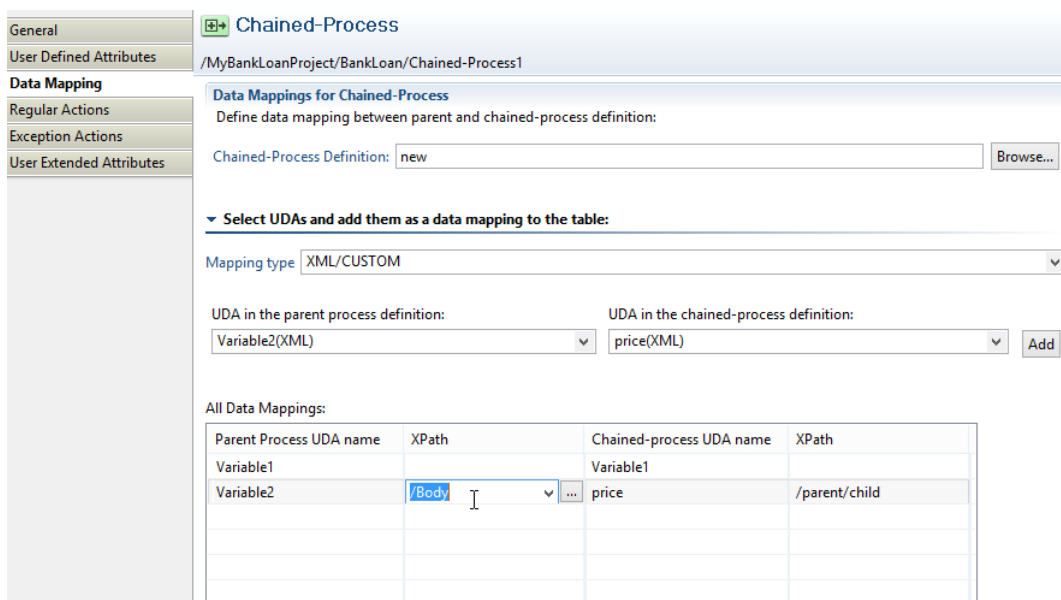 General
User Defined Attributes
Data Mapping
Regular Actions
Exception Actions
User Extended Attributes
Chained-Process
/MyBankLoanProject/BankLoan/Chained-Process1
Data Mappings for Chained-Process
Define data mapping between parent and chained-process definition:
Chained-Process Definition: new Browse...
Select UDAs and add them as a data mapping to the table:
Mapping type XML/CUSTOM
UDA in the parent process definition: UDA in the chained-process definition:
Variable2(XML) price(XML) Add
All Data Mappings:
Parent Process UDA name XPath Chained-process UDA name XPath
Variable1 Variable1
Variable2 /Body ... price /parent/child